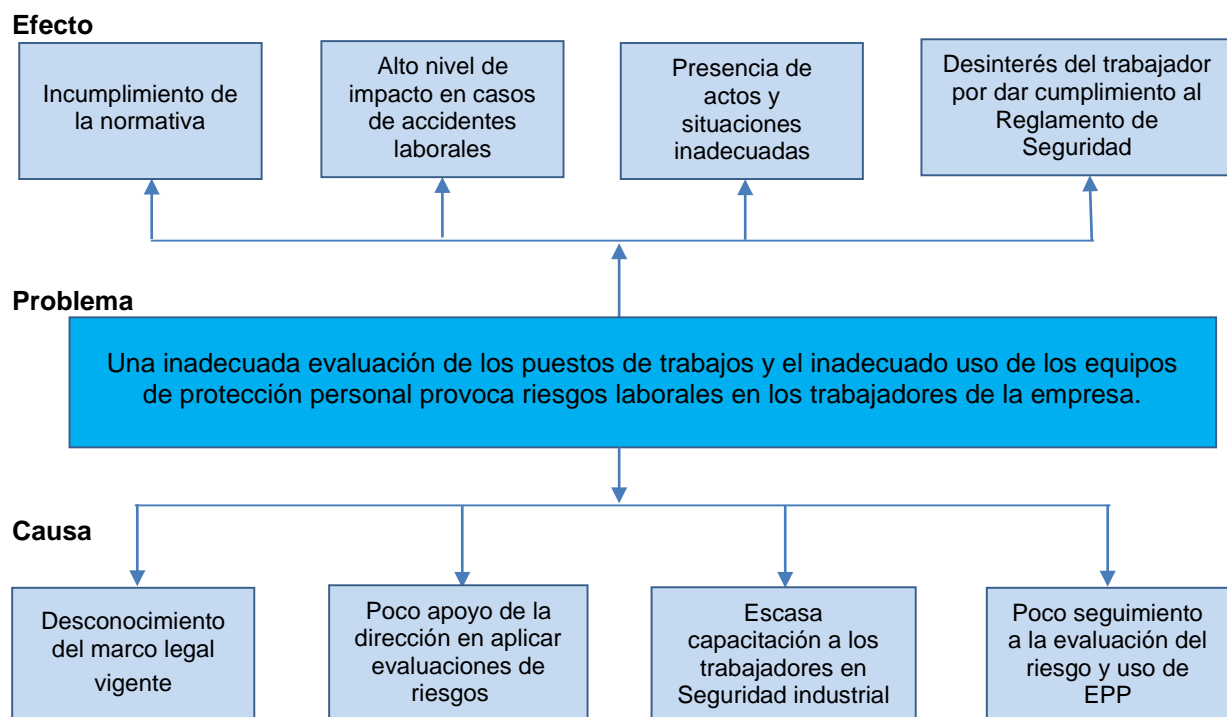 Efecto
Incumplimiento de
la normativa
Alto nivel de
impacto en casos
de accidentes
laborales
Presencia de
actos y
situaciones
inadecuadas
Desinterés del trabajador
por dar cumplimiento al
Reglamento de
Seguridad
Problema
Una inadecuada evaluación de los puestos de trabajos y el inadecuado uso de los equipos
de protección personal provoca riesgos laborales en los trabajadores de la empresa.
Causa
Desconocimiento
del marco legal
vigente
Poco apoyo de la
dirección en aplicar
evaluaciones de
riesgos
Escasa
capacitación a los
trabajadores en
Seguridad industrial
Poco seguimiento
a la evaluación del
riesgo y uso de
EPP